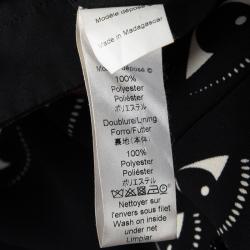 Modèle déposé ©
Made in Madagascar
Modèle déposé ©
100%
Polyester
Poliéster
ポリエステル
Doublure/Lining
Forro/Futter
裏地(本体)
100%
Polyester
Poliéster
ポリエステル
Nettoyer sur
l'envers sous filet
Wash on inside
under net
Limpiar